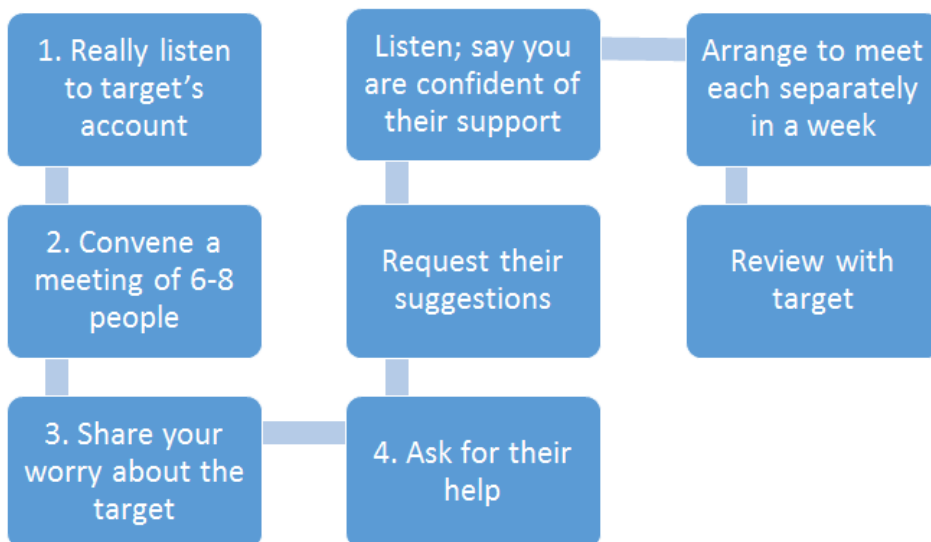 1. Really listen
to target’s
account
2. Convene a
meeting of 6-8
people
3. Share your
worry about the
target
4. Ask for their
help
Request their
suggestions
Listen; say you
are confident of
their support
Arrange to meet
each separately
in a week
Review with
target